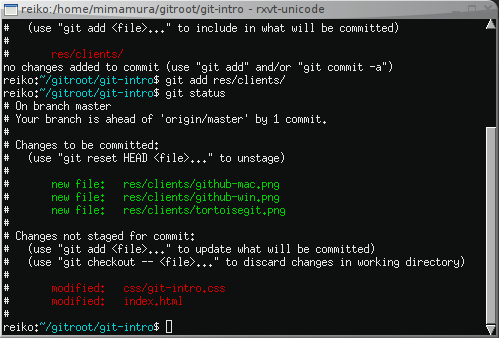 reiko:/home/mimamura/gitroot/git-intro - rxvt-unicode
#   (use "git add <file>..." to include in what will be committed)
#
#       res/clients/
no changes added to commit (use "git add" and/or "git commit -a")
reiko:~/gitroot/git-intro$ git add res/clients/
reiko:~/gitroot/git-intro$ git status
# On branch master
# Your branch is ahead of 'origin/master' by 1 commit.
#
# Changes to be committed:
#   (use "git reset HEAD <file>..." to unstage)
#
#       new file:   res/clients/github-mac.png
#       new file:   res/clients/github-win.png
#       new file:   res/clients/tortoisegit.png
#
# Changes not staged for commit:
#   (use "git add <file>..." to update what will be committed)
#   (use "git checkout -- <file>..." to discard changes in working directory)
#
#       modified:   css/git-intro.css
#       modified:   index.html
#
reiko:~/gitroot/git-intro$